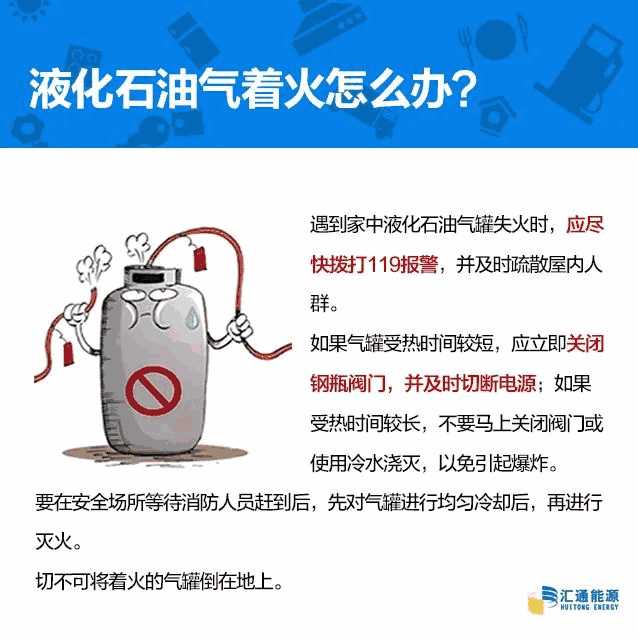 液化石油气着火怎么办?
遇到家中液化石油气罐失火时，应尽
快拨打119报警，并及时疏散屋内人
群。
如果气罐受热时间较短，应立即关闭
钢瓶阀门，并及时切断电源；如果
受热时间较长，不要马上关闭阀门或
使用冷水浇灭，以免引起爆炸。
要在安全场所等待消防人员赶到后，先对气罐进行均匀冷却后，再进行
灭火。
切不可将着火的气罐倒在地上。
汇通能源
HUITONG ENERGY